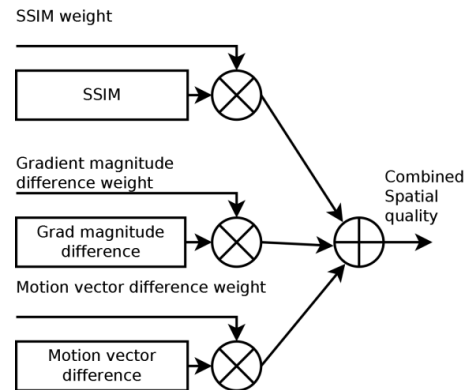 SSIM weight
SSIM
Gradient magnitude
difference weight
Grad magnitude
difference
Motion vector difference weight
Motion vector
difference
Combined
Spatial
quality